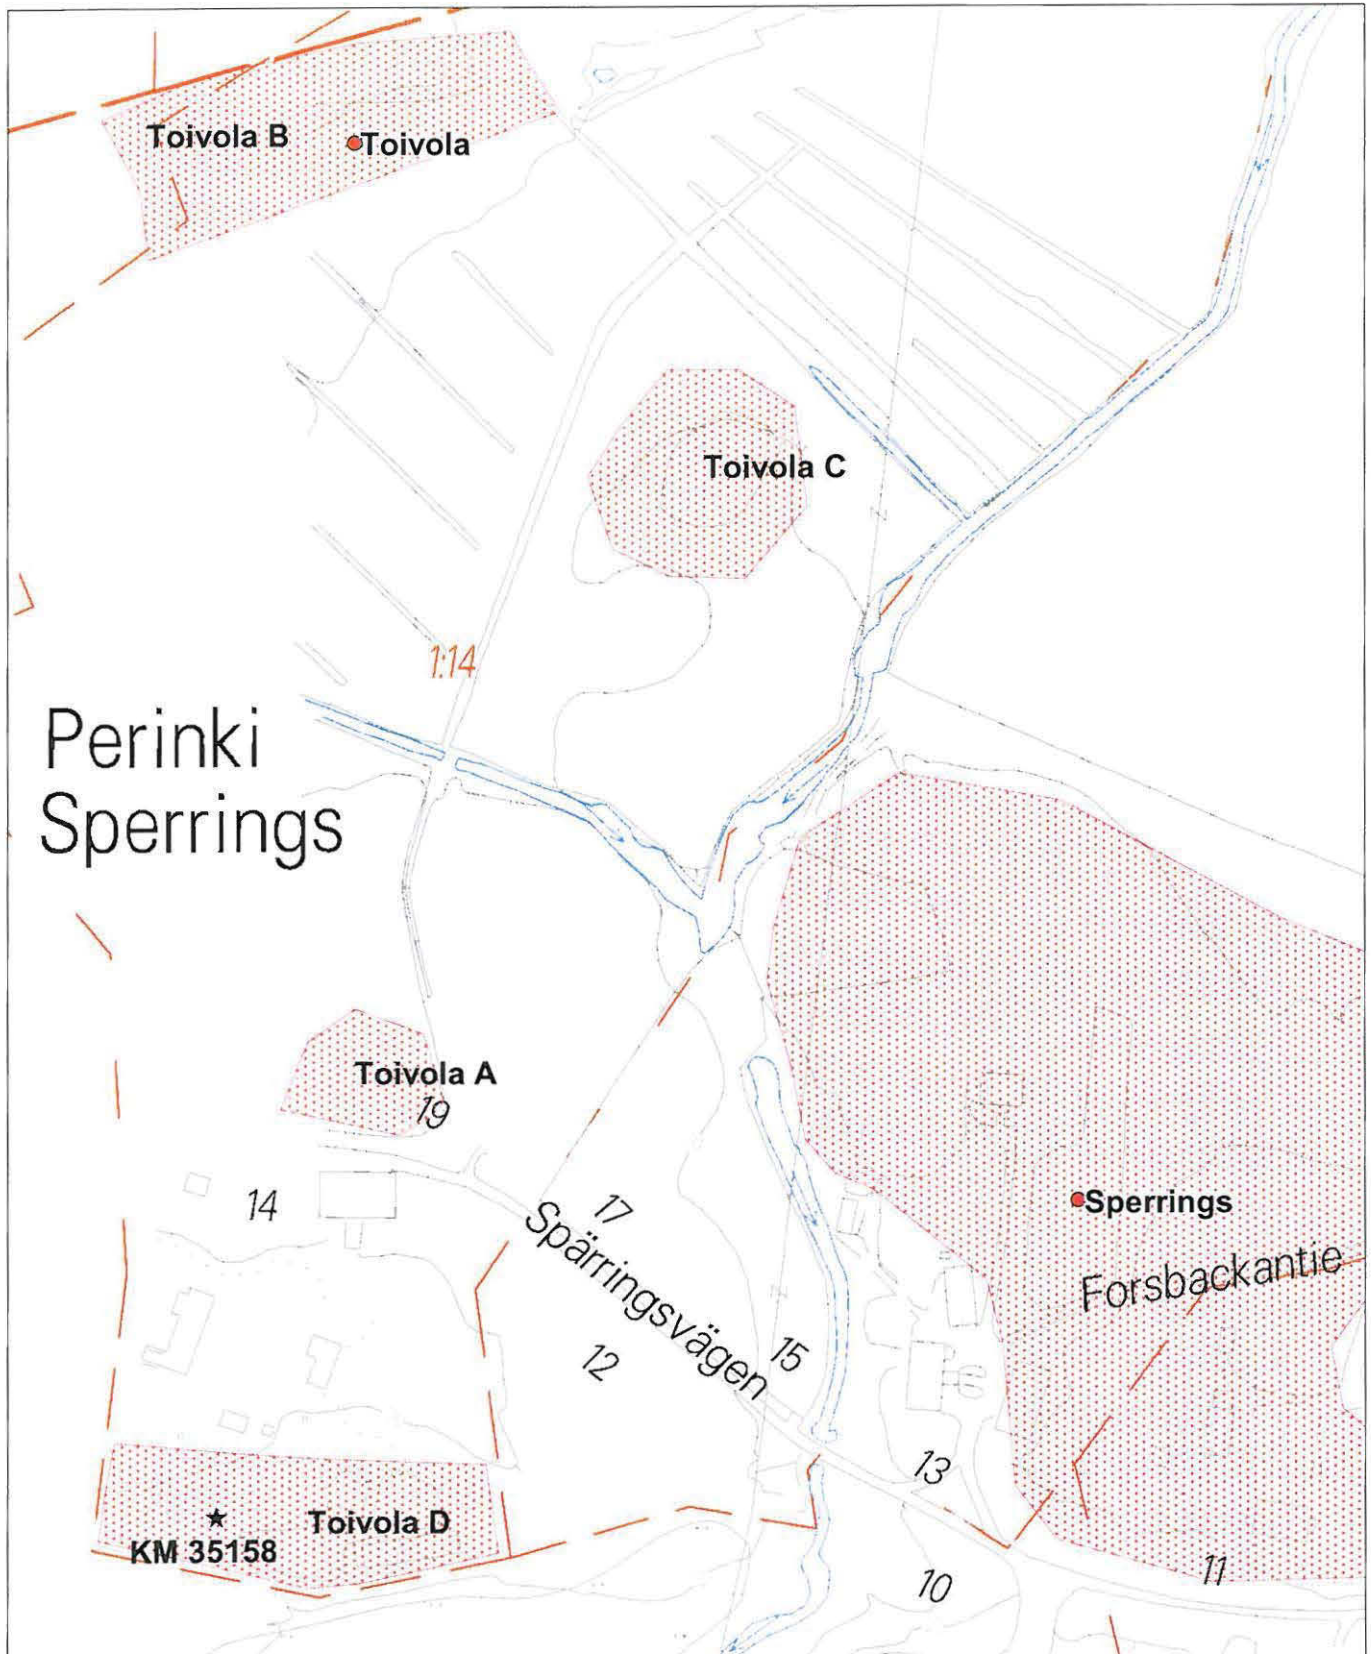 Toivola B
Toivola
Toivola C
1:14
Perinki
Sperrings
Toivola A
19
14
17
Spärringsvägen
Sperrings
Forsbackantie
12
15
13
Toivola D
KM 35158
10
11